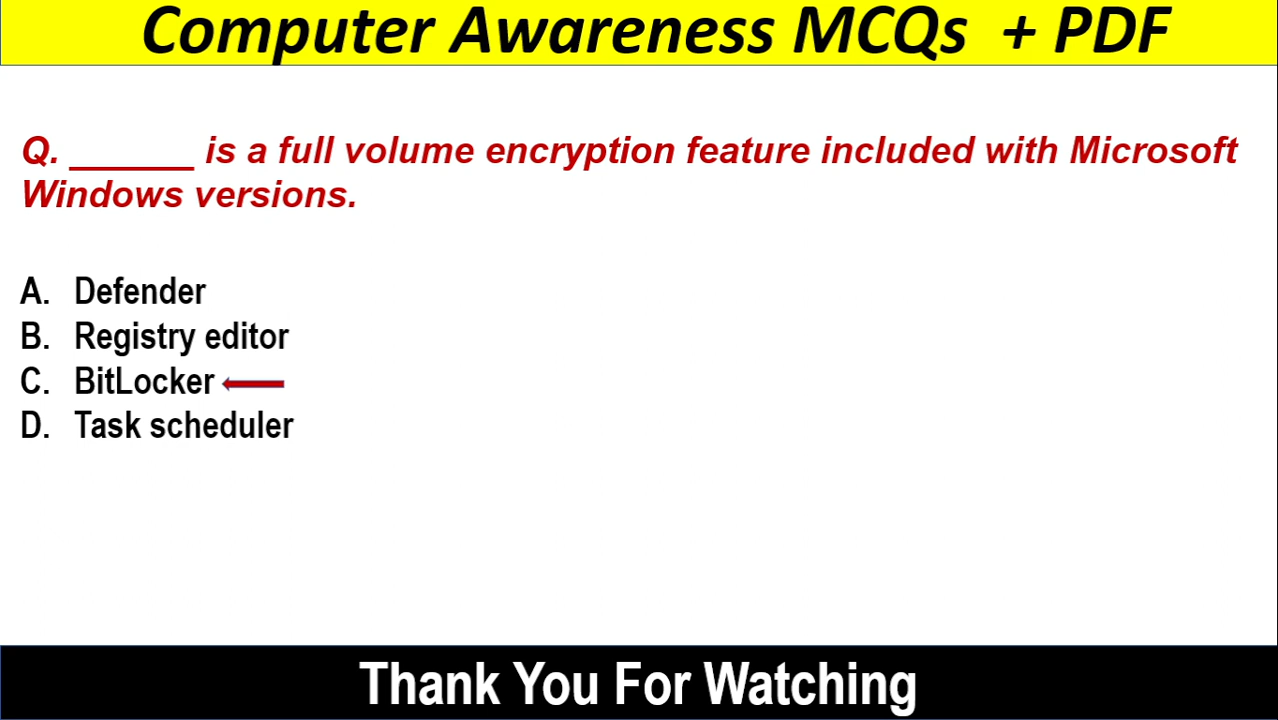 Computer Awareness MCQs + PDF
Q. ______ is a full volume encryption feature included with Microsoft
Windows versions.
A. Defender
B. Registry editor
C. BitLocker
D. Task scheduler
Thank You For Watching